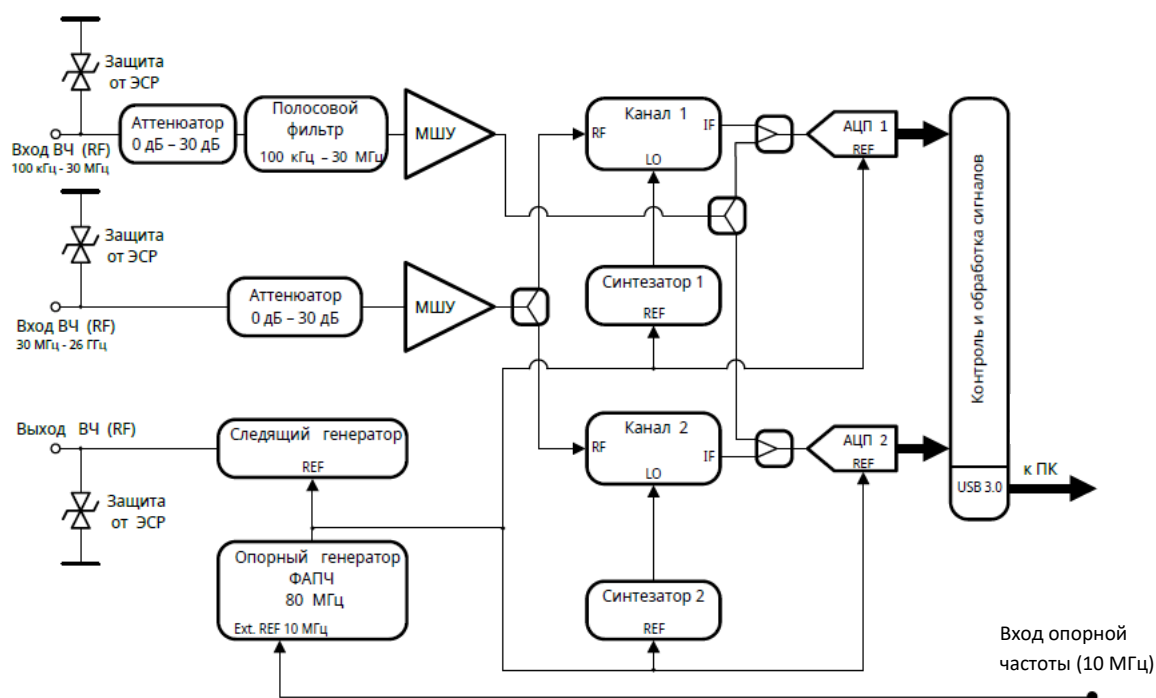 Защита
от ЭСР
Вход ВЧ (RF)
100 кГц - 30 МГц
Аттенюатор
0 дБ – 30 дБ
Полосовой
фильтр
100 кГц – 30 МГц
МШУ
Канал 1
RF
IF
LO
АЦП 1
REF
Защита
от ЭСР
Вход ВЧ (RF)
30 МГц - 26 ГГц
Аттенюатор
0 дБ – 30 дБ
МШУ
Синтезатор 1
REF
Контроль и обработка сигналов
USB 3.0
к ПК
Выход ВЧ (RF)
Следящий генератор
REF
Канал 2
RF
IF
LO
АЦП 2
REF
Защита
от ЭСР
Опорный генератор
ФАПЧ
80 МГц
Ext. REF 10 МГц
Синтезатор 2
REF
Вход опорной
частоты (10 МГц)